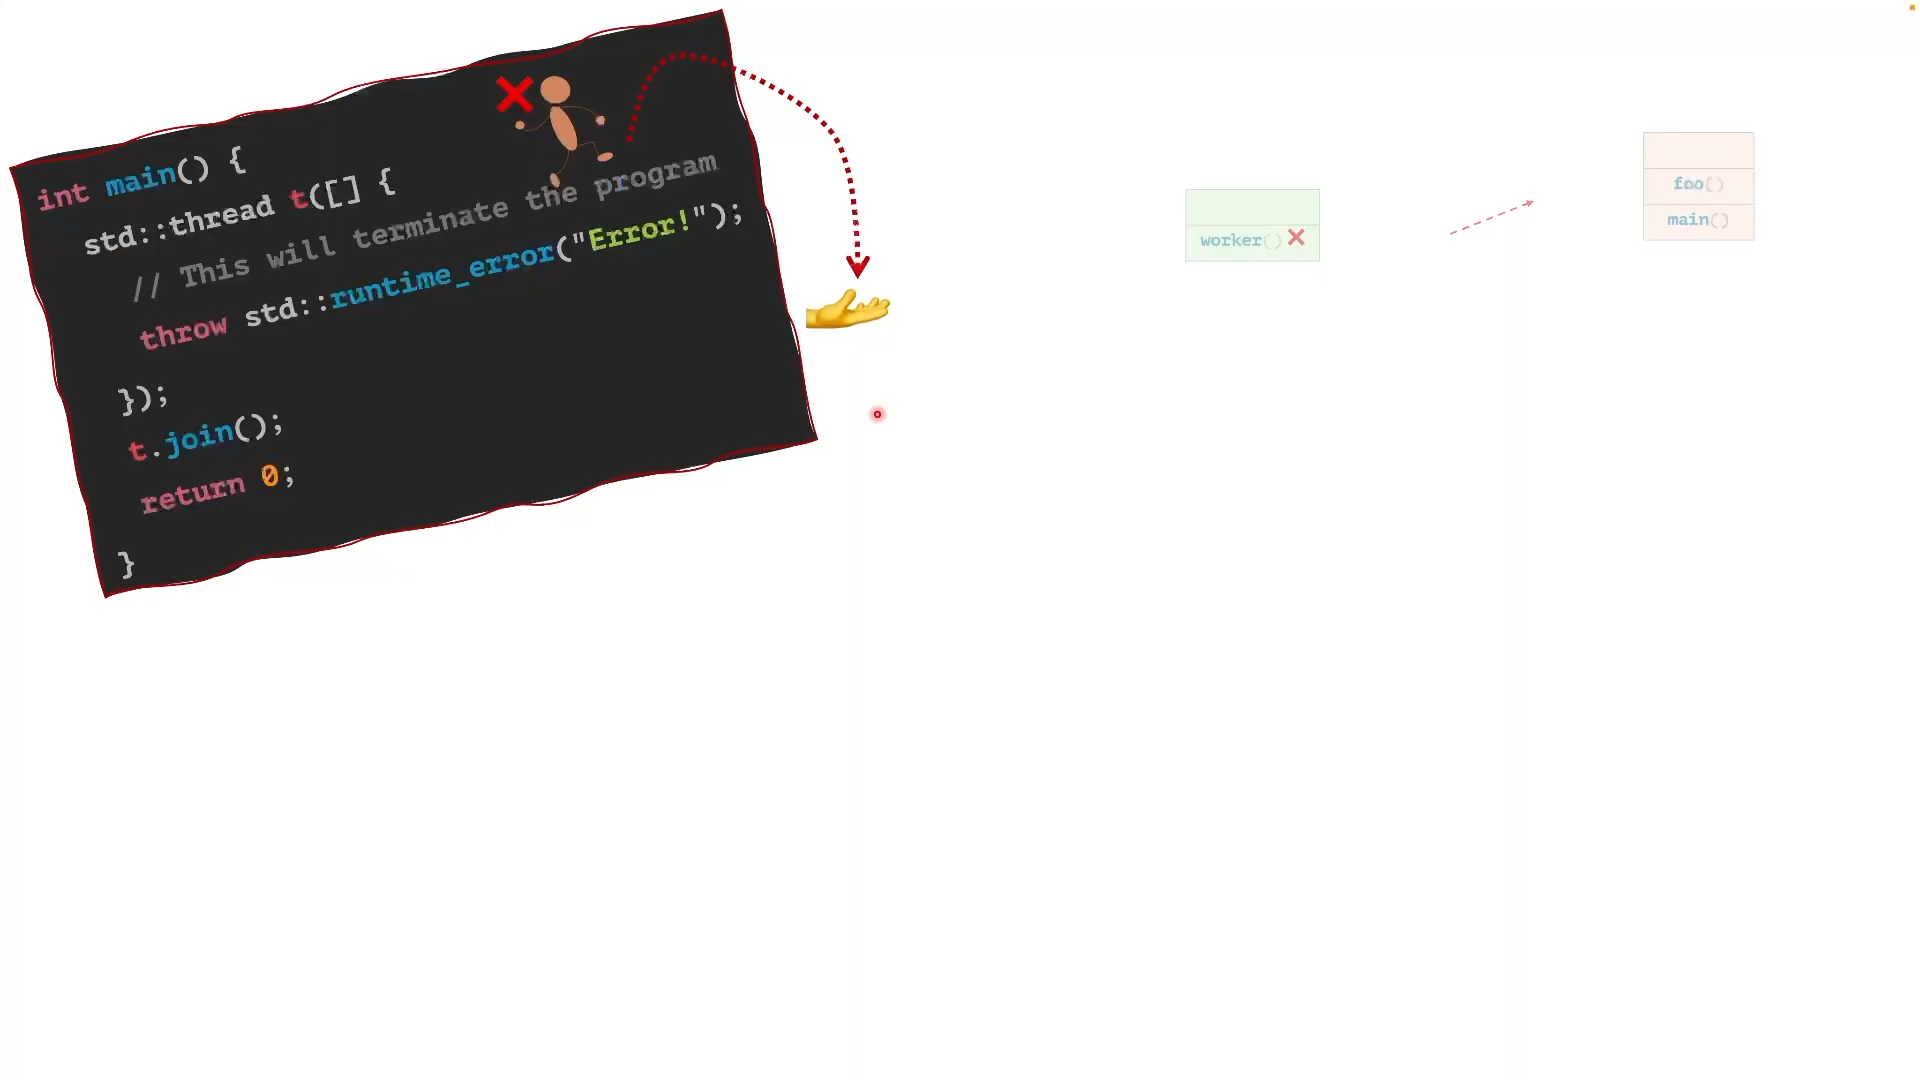 int main() {
std::thread t([] {
// This will terminate the program
throw std::runtime_error("Error!");
});
t.join();
return 0;
}
worker()
foo()
main()